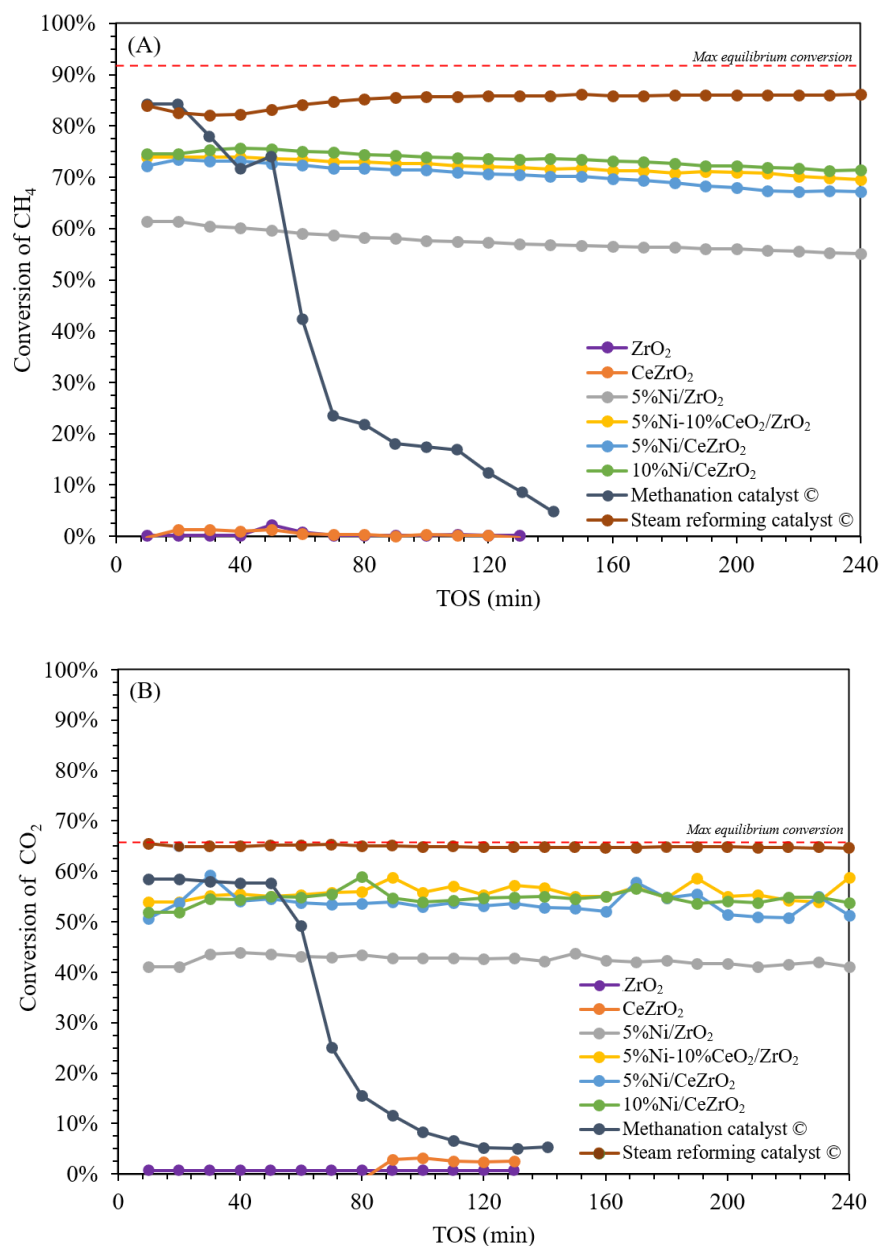 (A)
Max equilibrium conversion
100%
90%
80%
70%
60%
50%
40%
30%
20%
10%
0%
Conversion of CH₄
ZrO₂
CeZrO₂
5%Ni/ZrO₂
5%Ni-10%CeO₂/ZrO₂
5%Ni/CeZrO₂
10%Ni/CeZrO₂
Methanation catalyst ©
Steam reforming catalyst ©
0 40 80 120 160 200 240
TOS (min)
(B)
Max equilibrium conversion
100%
90%
80%
70%
60%
50%
40%
30%
20%
10%
0%
Conversion of CO₂
ZrO₂
CeZrO₂
5%Ni/ZrO₂
5%Ni-10%CeO₂/ZrO₂
5%Ni/CeZrO₂
10%Ni/CeZrO₂
Methanation catalyst ©
Steam reforming catalyst ©
0 40 80 120 160 200 240
TOS (min)